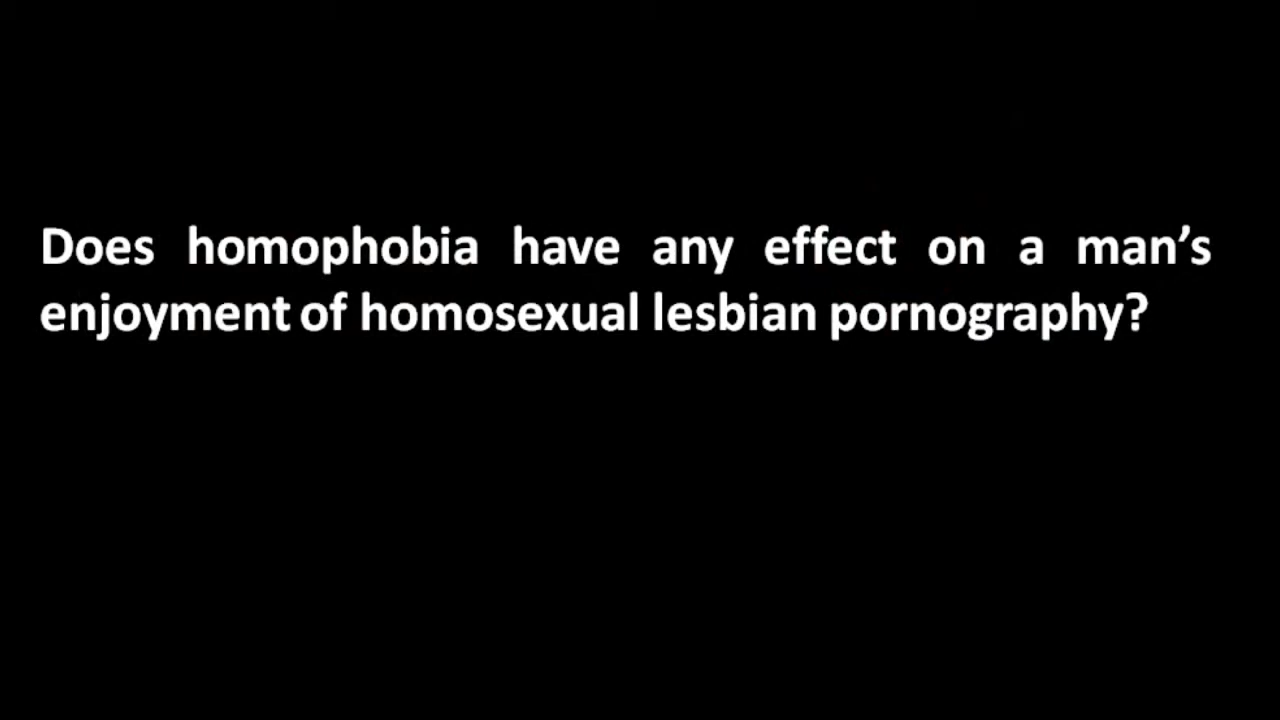 Does homophobia have any effect on a man’s
enjoyment of homosexual lesbian pornography?